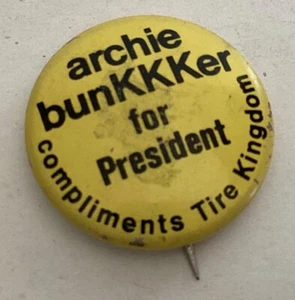 archie
bunKKKer
for
President
compliments Tire Kingdom